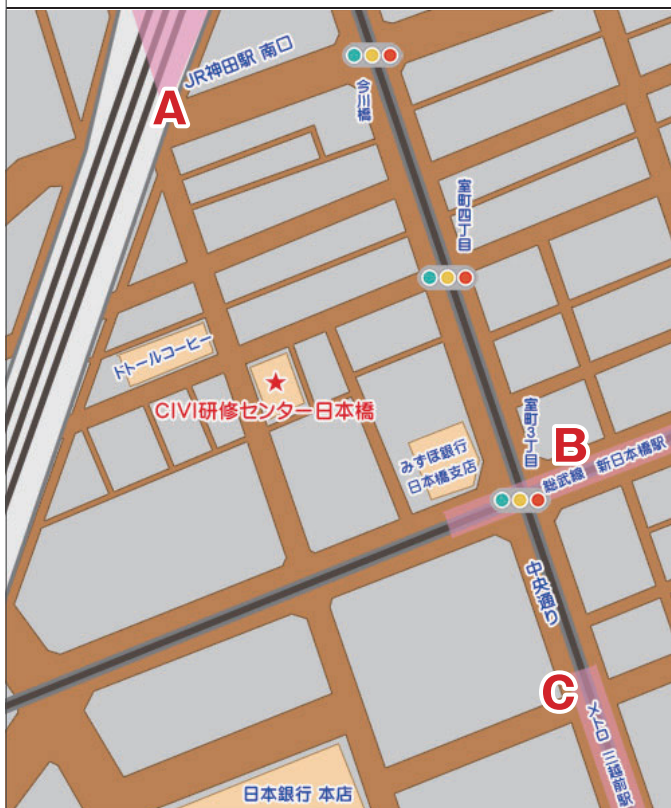 JR神田駅 南口
A
今川橋
室町四丁目
ドトールコーヒー
CIVI研修センター日本橋
室町3丁目
みずほ銀行
日本橋支店
B
総武線 新日本橋駅
中央通り
C
メトロ 三越前駅
日本銀行 本店